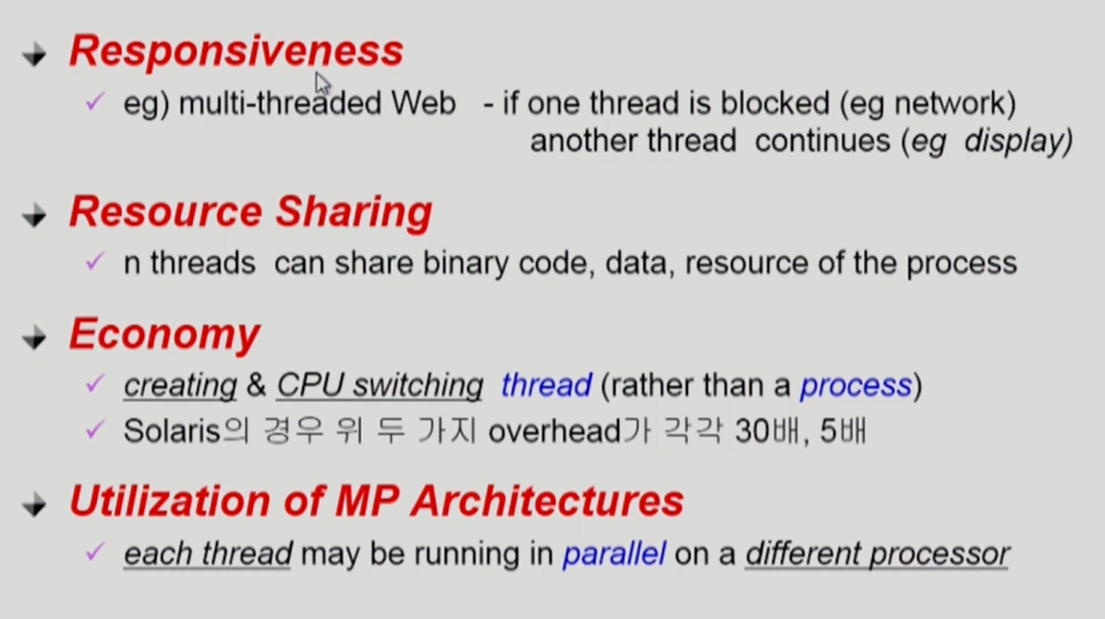 Responsiveness
eg) multi-threaded Web - if one thread is blocked (eg network)
another thread continues (eg display)
Resource Sharing
n threads can share binary code, data, resource of the process
Economy
creating & CPU switching thread (rather than a process)
Solaris의 경우 위 두 가지 overhead가 각각 30배, 5배
Utilization of MP Architectures
each thread may be running in parallel on a different processor